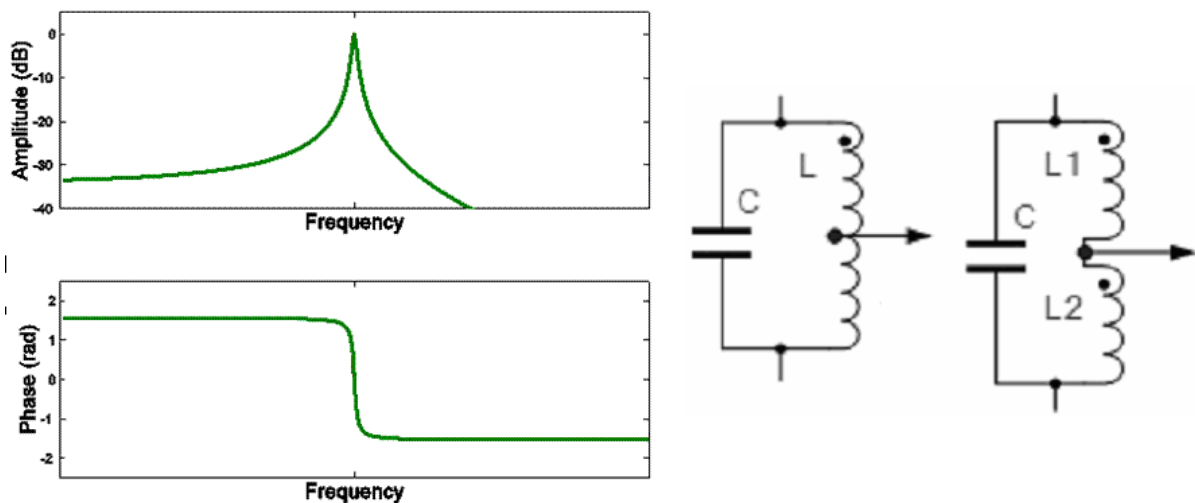 Amplitude (dB)
0
-10
-20
-30
-40
Frequency
Phase (rad)
2
1
0
-1
-2
Frequency
L
C
L1
C
L2